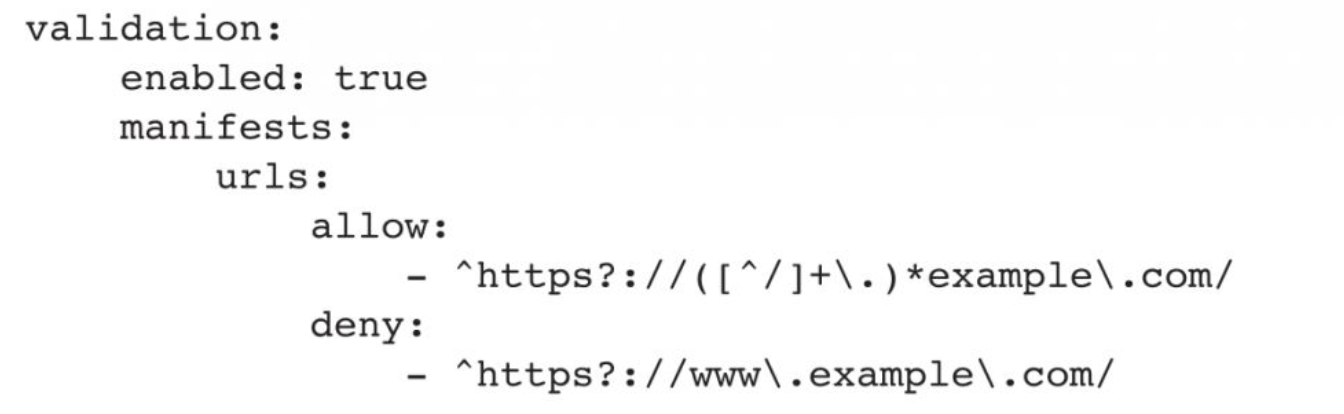 validation:
    enabled: true
    manifests:
        urls:
            allow:
                - ^https?://([^/]+\.)*example\.com/
            deny:
                - ^https?://www\.example\.com/